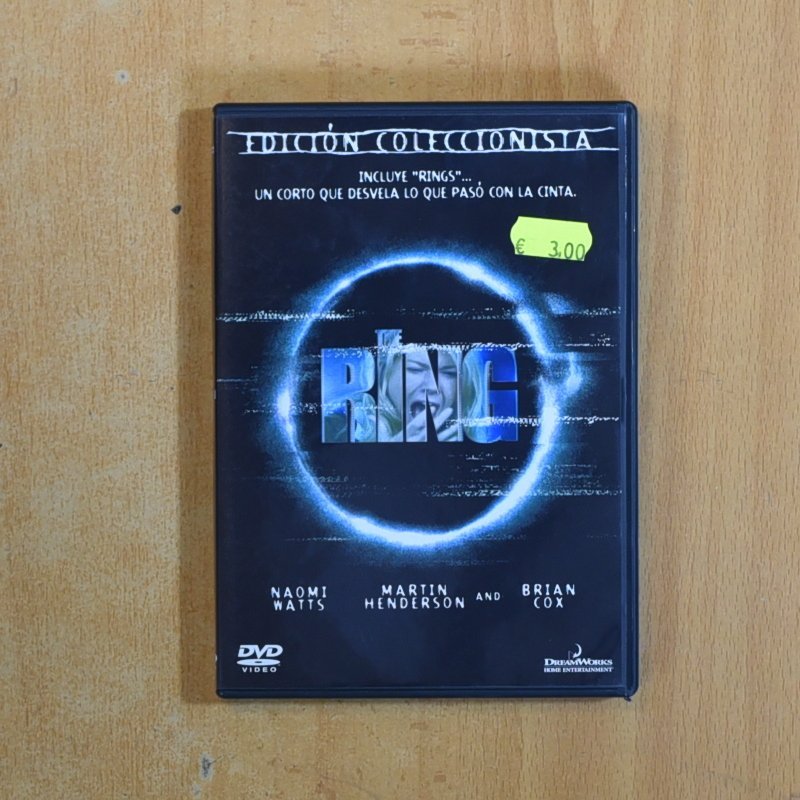 EDICIÓN COLECCIONISTA
INCLUYE "RINGS"...
UN CORTO QUE DESVELA LO QUE PASÓ CON LA CINTA.
€ 3,00
THE
RING
NAOMI WATTS MARTIN HENDERSON AND BRIAN COX
DVD
VIDEO
DREAMWORKS
HOME ENTERTAINMENT